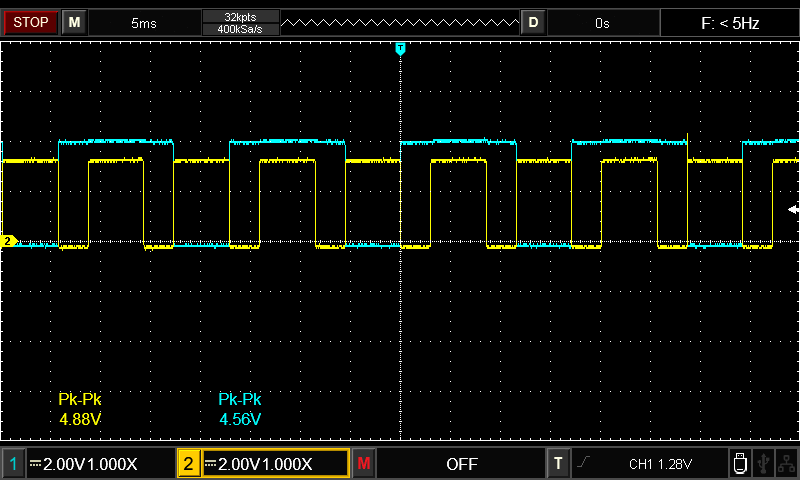 STOP M 5ms 32kpts D 0s F: < 5Hz
400kSa/s
T
2
Pk-Pk Pk-Pk
4.88V 4.56V
1 2.00V 1.000X 2 2.00V 1.000X M OFF T CH1 1.28V